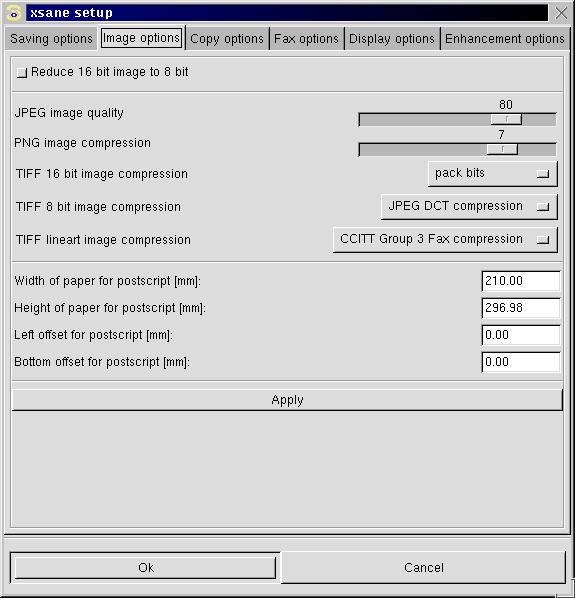 xsane setup
Saving options Image options Copy options Fax options Display options Enhancement options
Reduce 16 bit image to 8 bit
80
JPEG image quality
7
PNG image compression
TIFF 16 bit image compression pack bits
TIFF 8 bit image compression JPEG DCT compression
TIFF lineart image compression CCITT Group 3 Fax compression
Width of paper for postscript [mm]: 210.00
Height of paper for postscript [mm]: 296.98
Left offset for postscript [mm]: 0.00
Bottom offset for postscript [mm]: 0.00
Apply
Ok Cancel